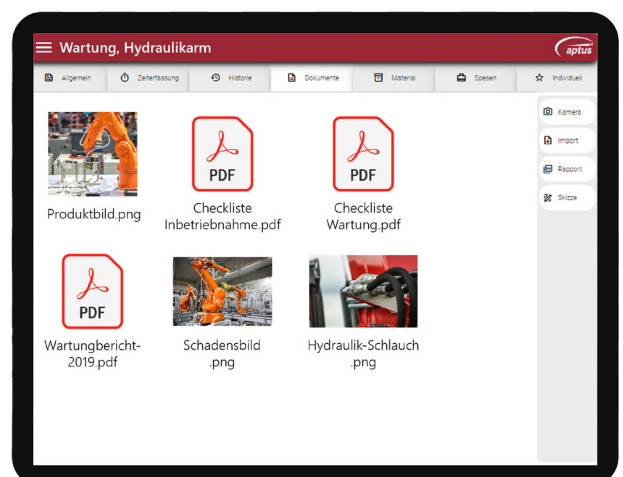 Wartung, Hydraulikarm
aptus
Allgemein
Zeiterfassung
Historie
Dokumente
Material
Spesen
Individuell
Kamera
Import
Rapport
Skizze
Produktbild.png
PDF
Checkliste
Inbetriebnahme.pdf
PDF
Checkliste
Wartung.pdf
PDF
Wartungbericht-
2019.pdf
Schadensbild
.png
Hydraulik-Schlauch
.png